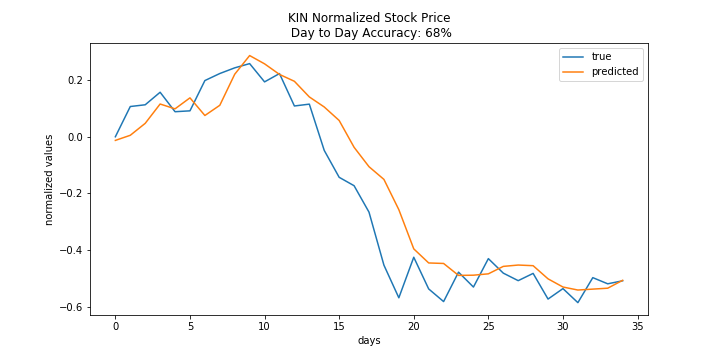 KIN Normalized Stock Price
Day to Day Accuracy: 68%
true
predicted
normalized values
0.2
0.0
−0.2
−0.4
−0.6
0 5 10 15 20 25 30 35
days